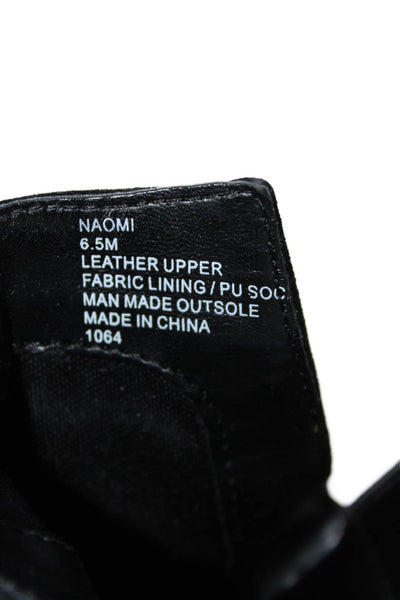 NAOMI
6.5M
LEATHER UPPER
FABRIC LINING / PU SOC
MAN MADE OUTSOLE
MADE IN CHINA
1064